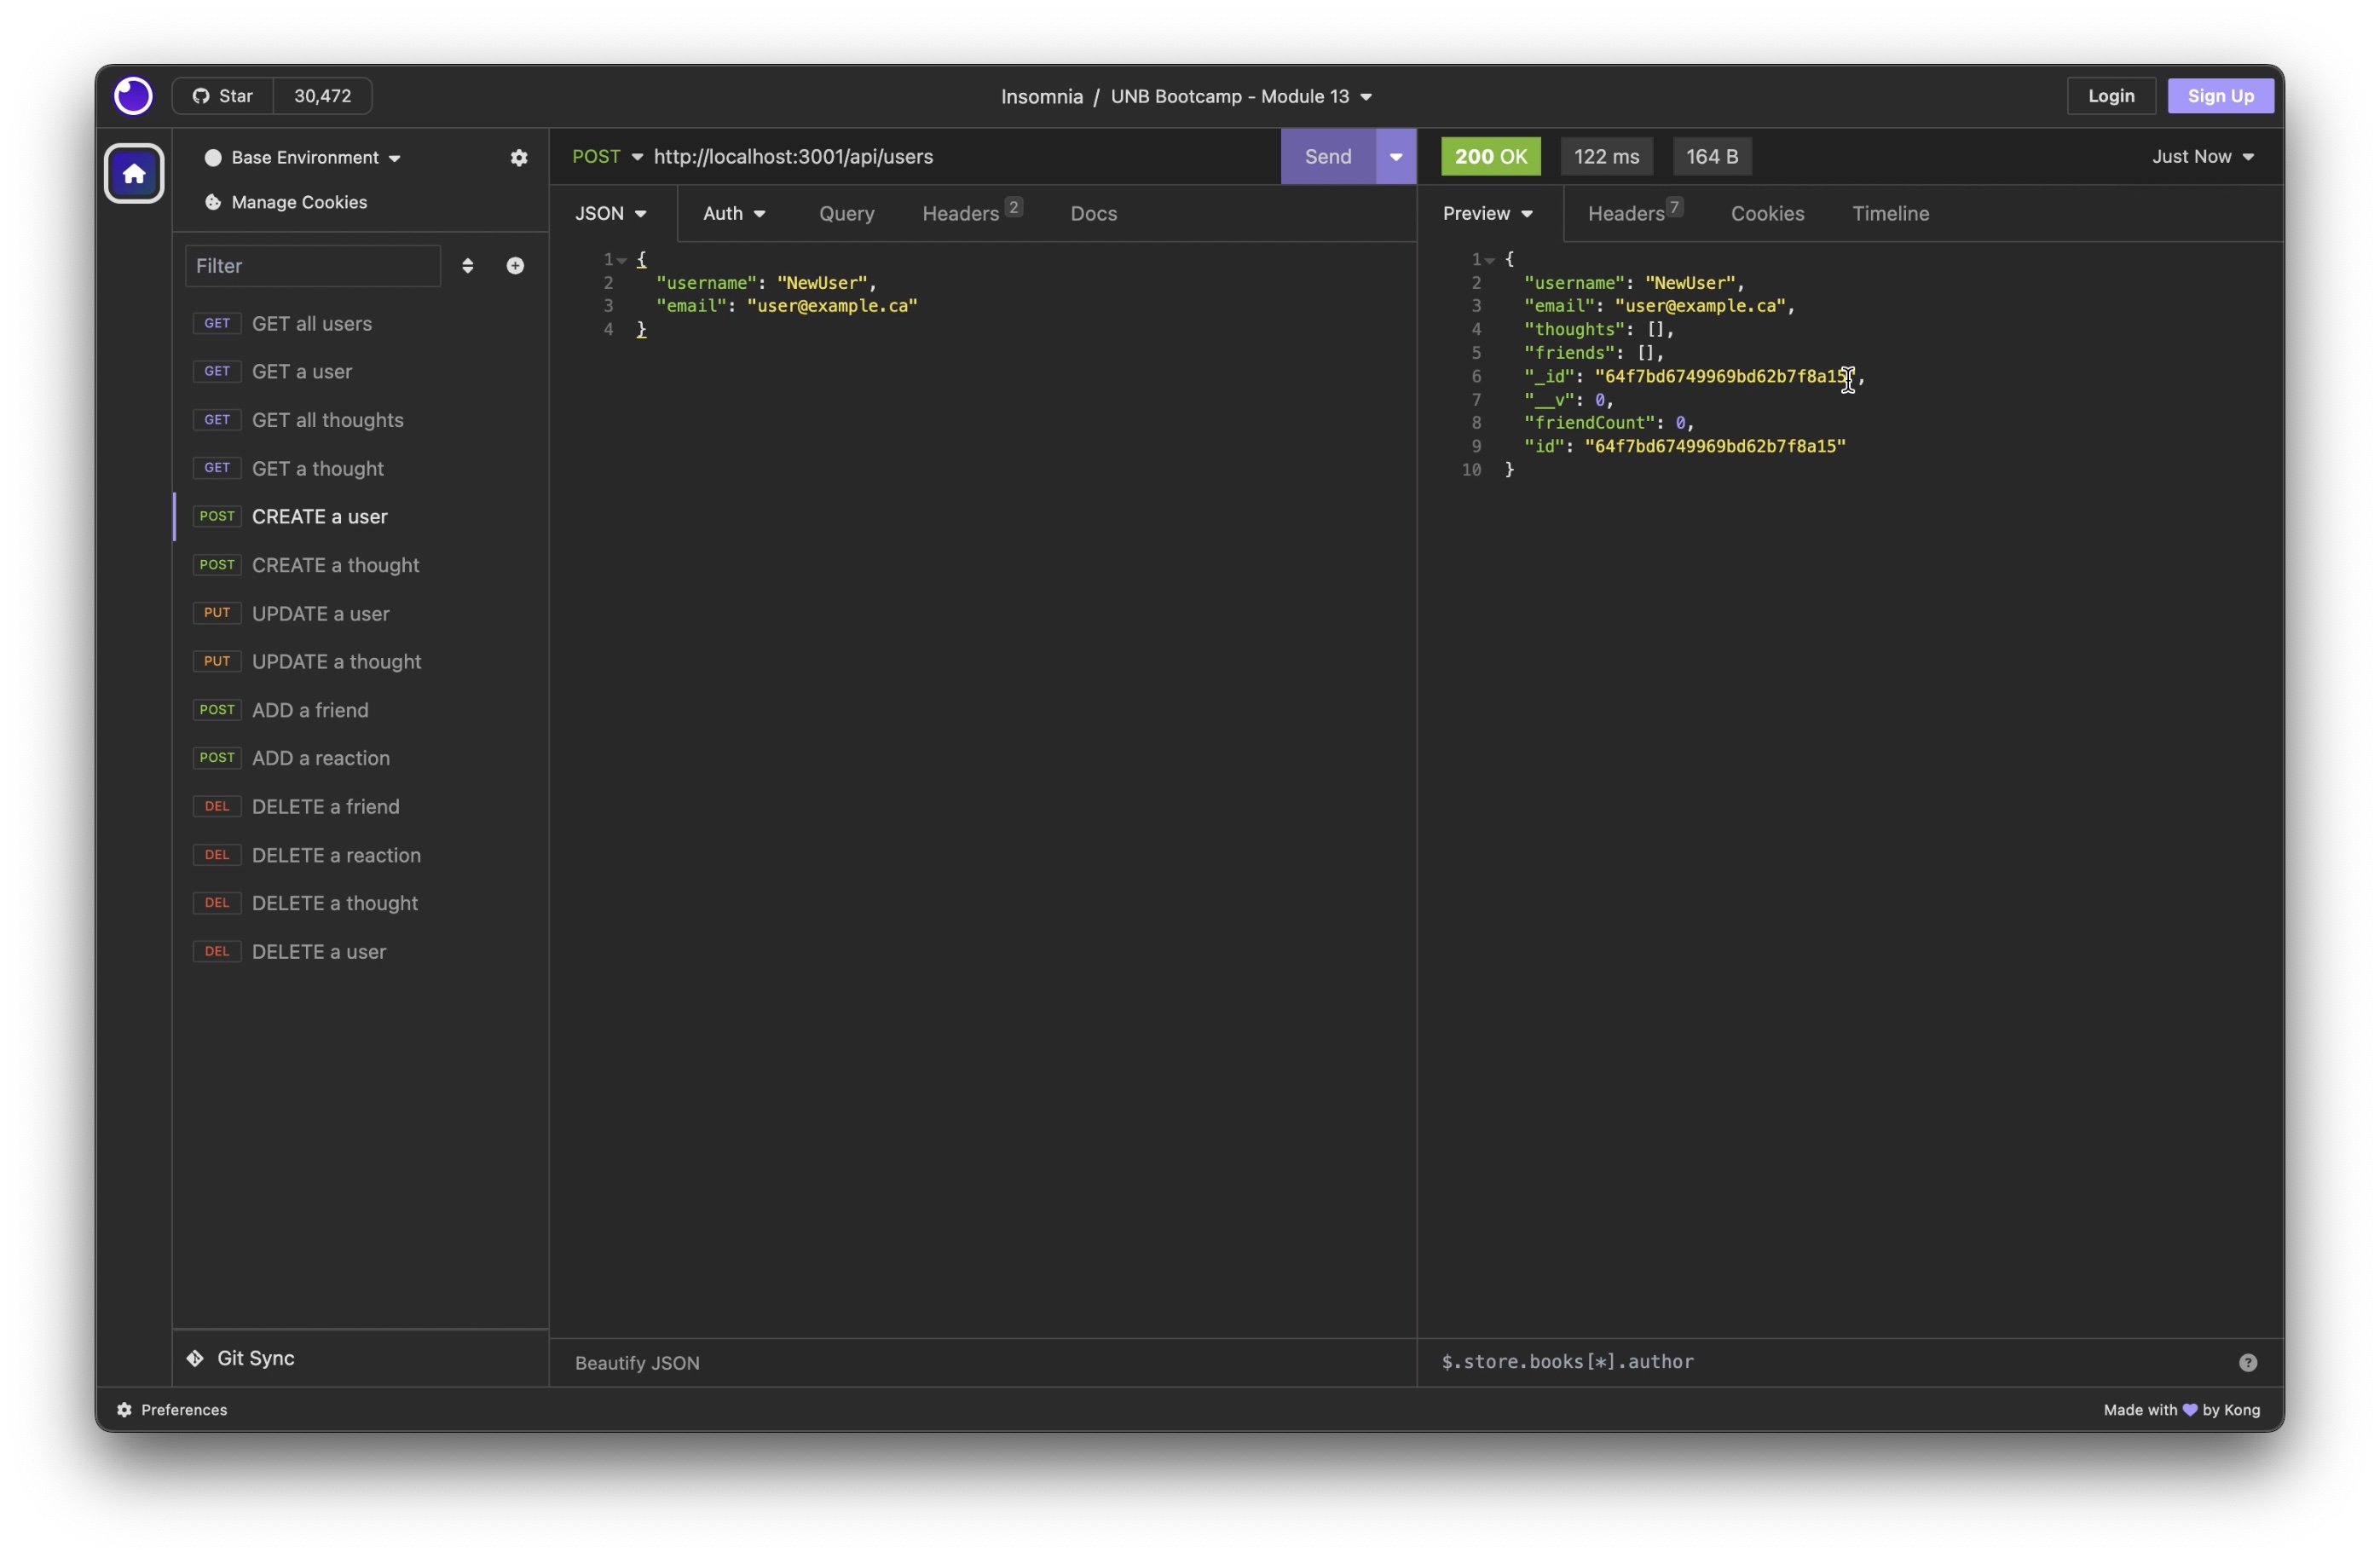 Star 30,472
Insomnia / UNB Bootcamp - Module 13
Login
Sign Up
Base Environment
Manage Cookies
Filter
GET GET all users
GET GET a user
GET GET all thoughts
GET GET a thought
POST CREATE a user
POST CREATE a thought
PUT UPDATE a user
PUT UPDATE a thought
POST ADD a friend
POST ADD a reaction
DEL DELETE a friend
DEL DELETE a reaction
DEL DELETE a thought
DEL DELETE a user
Git Sync
POST http://localhost:3001/api/users
Send
JSON Auth Query Headers 2 Docs
1 {
2 "username": "NewUser",
3 "email": "user@example.ca"
4 }
Beautify JSON
200 OK 122 ms 164 B Just Now
Preview Headers 7 Cookies Timeline
1 {
2 "username": "NewUser",
3 "email": "user@example.ca",
4 "thoughts": [],
5 "friends": [],
6 "_id": "64f7bd6749969bd62b7f8a15",
7 "__v": 0,
8 "friendCount": 0,
9 "id": "64f7bd6749969bd62b7f8a15"
10 }
$.store.books[*].author
?
Preferences
Made with 💜 by Kong